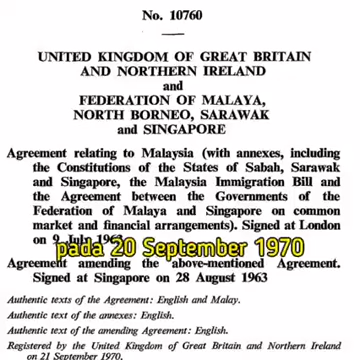 No. 10760
UNITED KINGDOM OF GREAT BRITAIN
AND NORTHERN IRELAND
and
FEDERATION OF MALAYA,
NORTH BORNEO, SARAWAK
and SINGAPORE
Agreement relating to Malaysia (with annexes, including
the Constitutions of the States of Sabah, Sarawak
and Singapore, the Malaysia Immigration Bill and
the Agreement between the Governments of the
Federation of Malaya and Singapore on common
market and financial arrangements). Signed at London
on 9 July 1963
pada 20 September 1970
Agreement amending the above-mentioned Agreement.
Signed at Singapore on 28 August 1963
Authentic texts of the Agreement: English and Malay.
Authentic text of the annexes: English.
Authentic text of the amending Agreement: English.
Registered by the United Kingdom of Great Britain and Northern Ireland
on 21 September 1970.